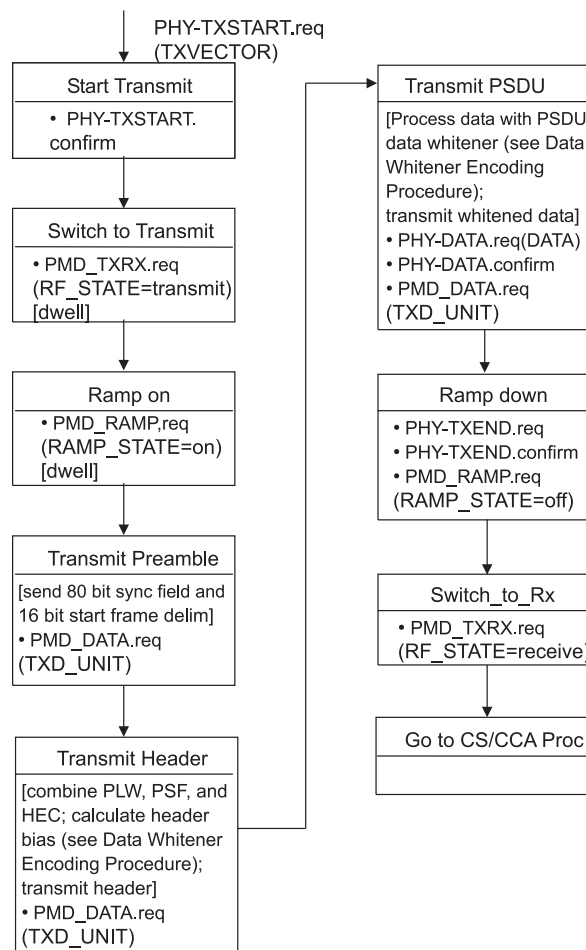 PHY-TXSTART.req
(TXVECTOR)
Start Transmit
• PHY-TXSTART.
confirm
Switch to Transmit
• PMD_TXRX.req
(RF_STATE=transmit)
[dwell]
Ramp on
• PMD_RAMP,req
(RAMP_STATE=on)
[dwell]
Transmit Preamble
[send 80 bit sync field and
16 bit start frame delim]
• PMD_DATA.req
(TXD_UNIT)
Transmit Header
[combine PLW, PSF, and
HEC; calculate header
bias (see Data Whitener
Encoding Procedure);
transmit header]
• PMD_DATA.req
(TXD_UNIT)
Transmit PSDU
[Process data with PSDU
data whitener (see Data
Whitener Encoding
Procedure);
transmit whitened data]
• PHY-DATA.req(DATA)
• PHY-DATA.confirm
• PMD_DATA.req
(TXD_UNIT)
Ramp down
• PHY-TXEND.req
• PHY-TXEND.confirm
• PMD_RAMP.req
(RAMP_STATE=off)
Switch_to_Rx
• PMD_TXRX.req
(RF_STATE=receive)
Go to CS/CCA Proc